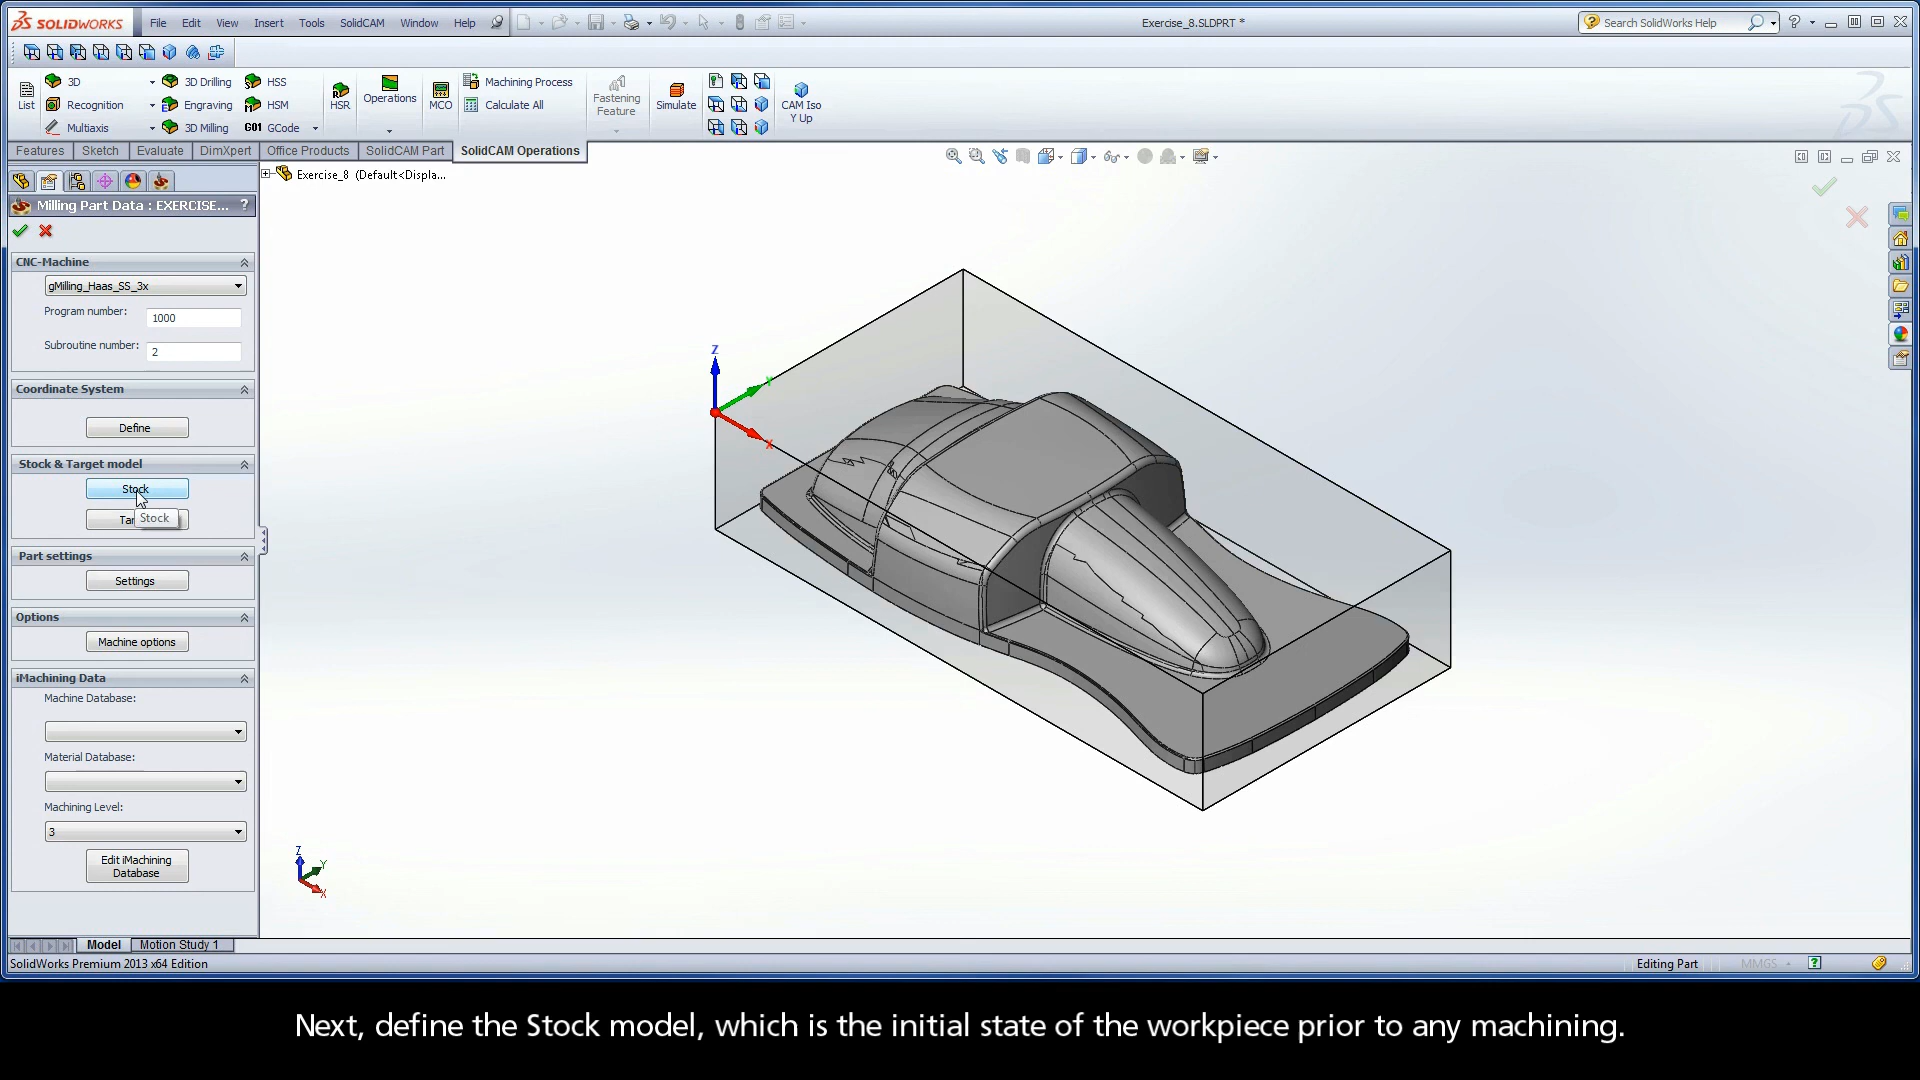 SOLIDWORKS File Edit View Insert Tools SolidCAM Window Help Exercise_8.SLDPRT * Search SolidWorks Help
3D 3D Drilling HSS Machining Process
List Recognition Engraving HSM HSR Operations MCO Calculate All Fastening Feature Simulate CAM Iso Y Up
Multiaxis 3D Milling G01 GCode
Features Sketch Evaluate DimXpert Office Products SolidCAM Part SolidCAM Operations
Exercise_8 (Default<Displa...
Milling Part Data : EXERCISE... ?
CNC-Machine
gMilling_Haas_SS_3x
Program number: 1000
Subroutine number: 2
Coordinate System
Define
Stock & Target model
Stock
Tar
Stock
Part settings
Settings
Options
Machine options
iMachining Data
Machine Database:
Material Database:
Machining Level:
3
Edit iMachining
Database
Z
Y
X
Z
Y
X
Model Motion Study 1
SolidWorks Premium 2013 x64 Edition Editing Part MMGS
Next, define the Stock model, which is the initial state of the workpiece prior to any machining.